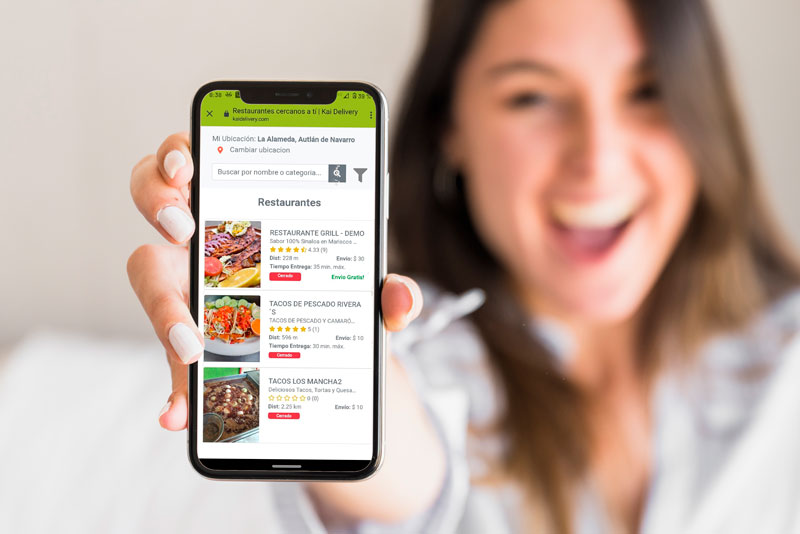 8:38 4G
39
Restaurantes cercanos a ti | Kai Delivery
kaidelivery.com
Mi Ubicación: La Alameda, Autlán de Navarro
Cambiar ubicacion
Buscar por nombre o categoria...
Restaurantes
RESTAURANTE GRILL - DEMO
Sabor 100% Sinaloa en Mariscos ...
4.33 (9)
Dist: 228 m Envío: $ 30
Tiempo Entrega: 35 min. máx.
Cerrado Envío Gratis!
TACOS DE PESCADO RIVERA
´S
TACOS DE PESCADO Y CAMARÓ...
5 (1)
Dist: 596 m Envío: $ 10
Tiempo Entrega: 30 min. máx.
Cerrado
TACOS LOS MANCHA2
Deliciosos Tacos, Tortas y Quesa...
0 (0)
Dist: 2.25 km Envío: $ 10
Cerrado